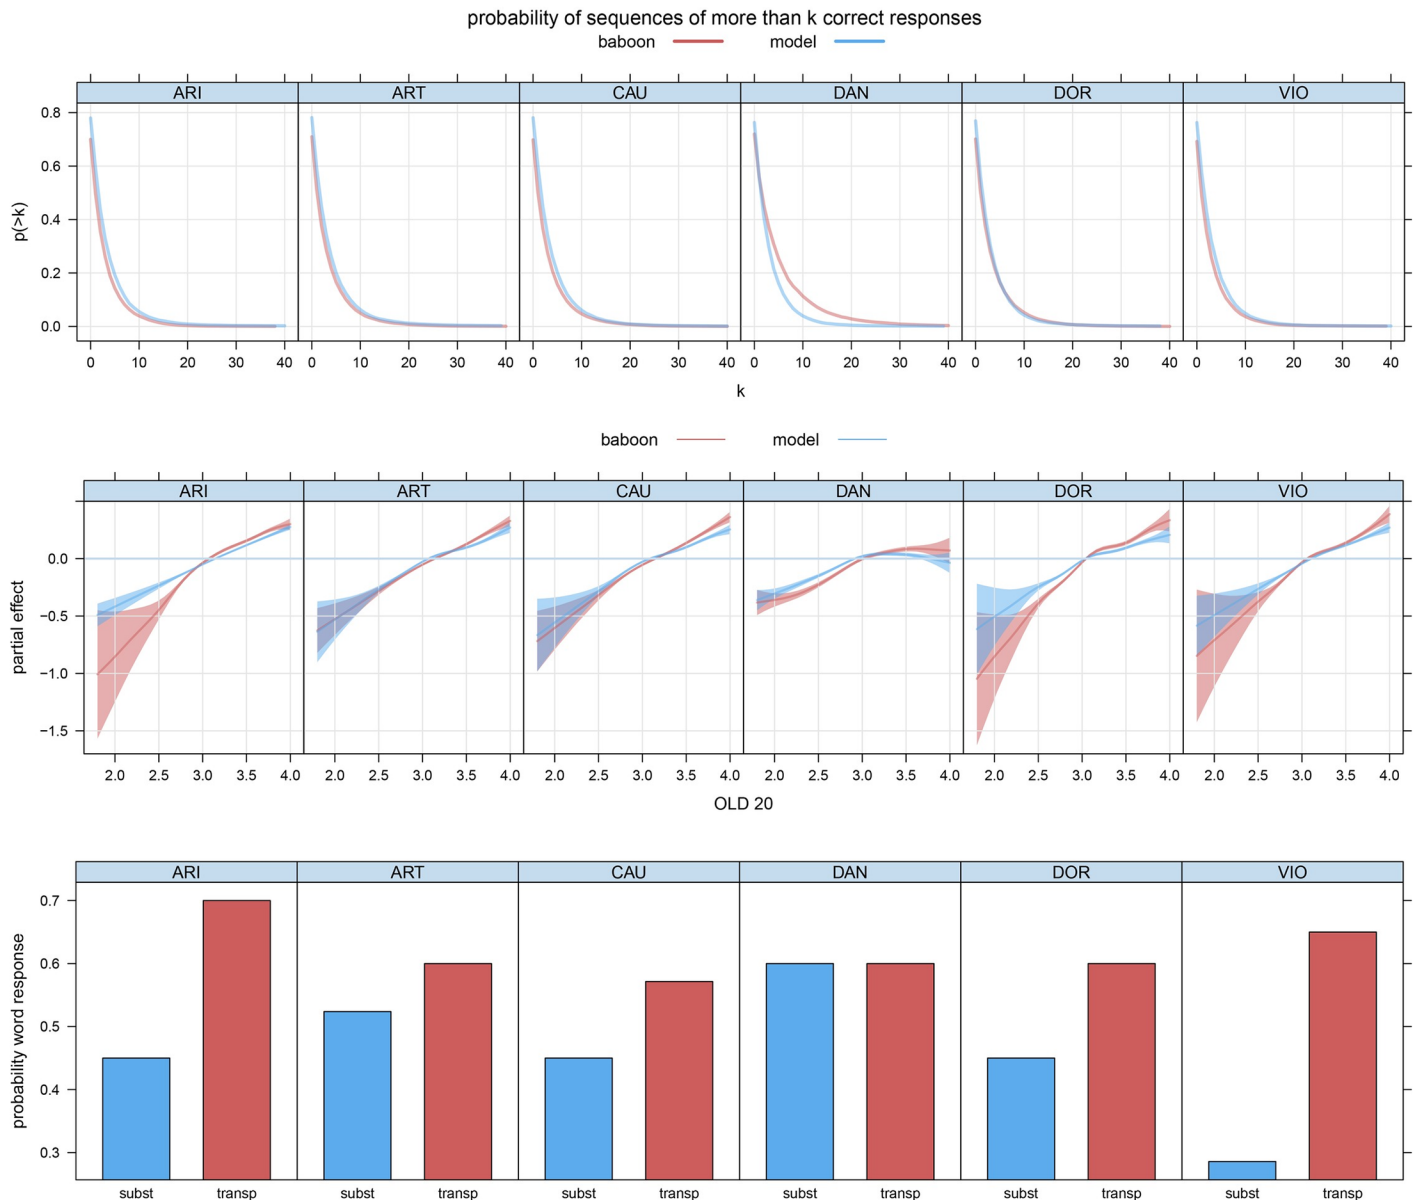 probability of sequences of more than k correct responses
baboon model
ARI ART CAU DAN DOR VIO
0.8
0.6
0.4
0.2
0.0
p(>k)
0 10 20 30 40 0 10 20 30 40 0 10 20 30 40 0 10 20 30 40 0 10 20 30 40 0 10 20 30 40
k
baboon model
ARI ART CAU DAN DOR VIO
0.0
−0.5
−1.0
−1.5
partial effect
2.0 2.5 3.0 3.5 4.0 2.0 2.5 3.0 3.5 4.0 2.0 2.5 3.0 3.5 4.0 2.0 2.5 3.0 3.5 4.0 2.0 2.5 3.0 3.5 4.0 2.0 2.5 3.0 3.5 4.0
OLD 20
ARI ART CAU DAN DOR VIO
0.7
0.6
0.5
0.4
0.3
probability word response
subst transp subst transp subst transp subst transp subst transp subst transp